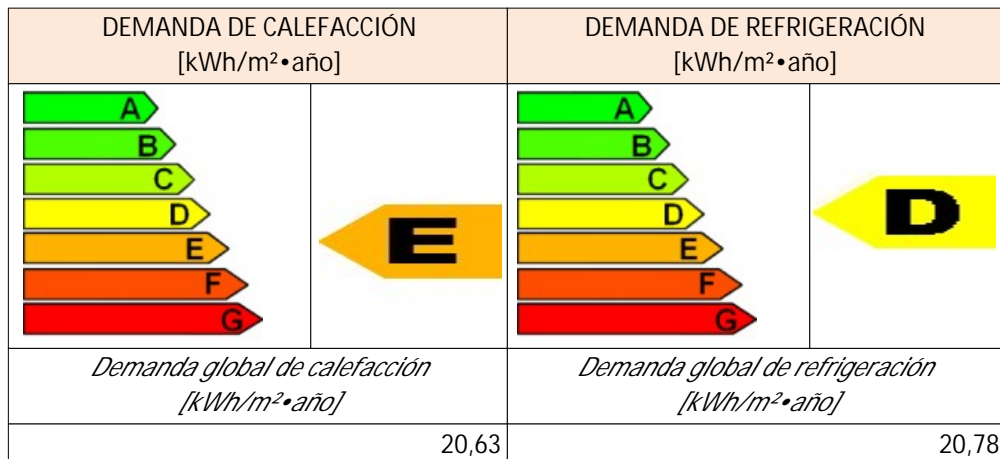 DEMANDA DE CALEFACCIÓN
[kWh/m²•año]
DEMANDA DE REFRIGERACIÓN
[kWh/m²•año]
A
B
C
D
E
F
G
E
A
B
C
D
E
F
G
D
Demanda global de calefacción
[kWh/m²•año]
Demanda global de refrigeración
[kWh/m²•año]
20,63
20,78